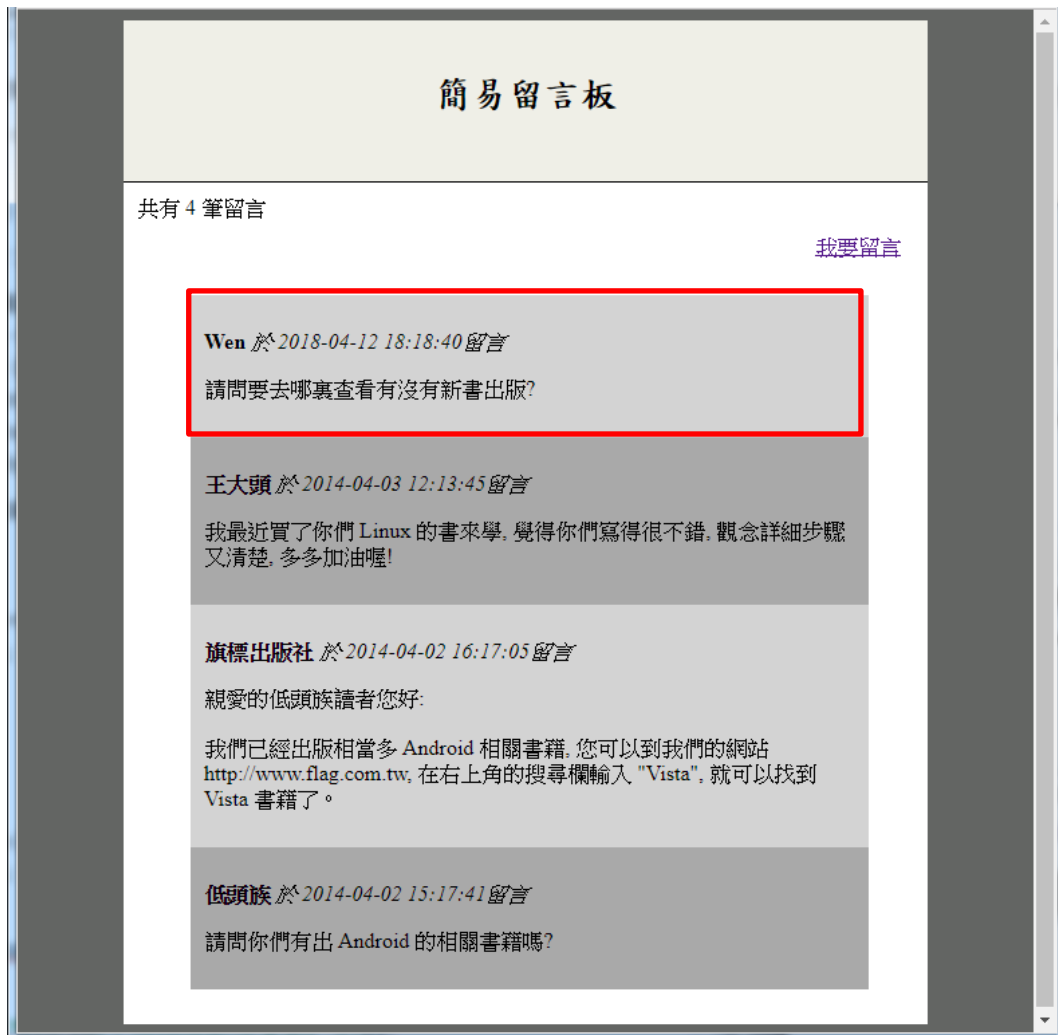 簡易留言板
共有 4 筆留言
我要留言
Wen 於 2018-04-12 18:18:40留言
請問要去哪裏查看有沒有新書出版?
王大頭 於 2014-04-03 12:13:45留言
我最近買了你們 Linux 的書來學, 覺得你們寫得很不錯, 觀念詳細步驟
又清楚, 多多加油喔!
旗標出版社 於 2014-04-02 16:17:05留言
親愛的低頭族讀者您好:
我們已經出版相當多 Android 相關書籍, 您可以到我們的網站
http://www.flag.com.tw, 在右上角的搜尋欄輸入 "Vista", 就可以找到
Vista 書籍了。
低頭族 於 2014-04-02 15:17:41留言
請問你們有出 Android 的相關書籍嗎?